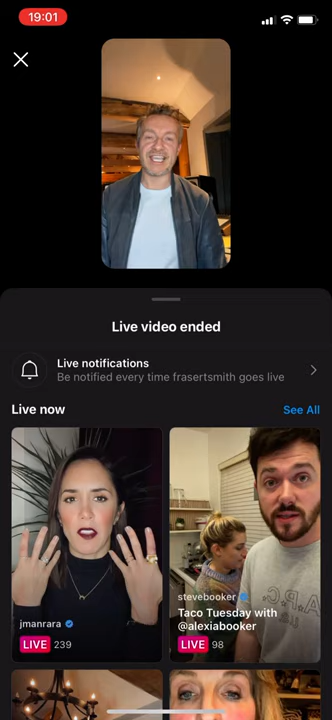 19:01
Live video ended
Live notifications
Be notified every time frasertsmith goes live
Live now
See All
jmanrara
LIVE 239
stevebooker
Taco Tuesday with
@alexiabooker
LIVE 98